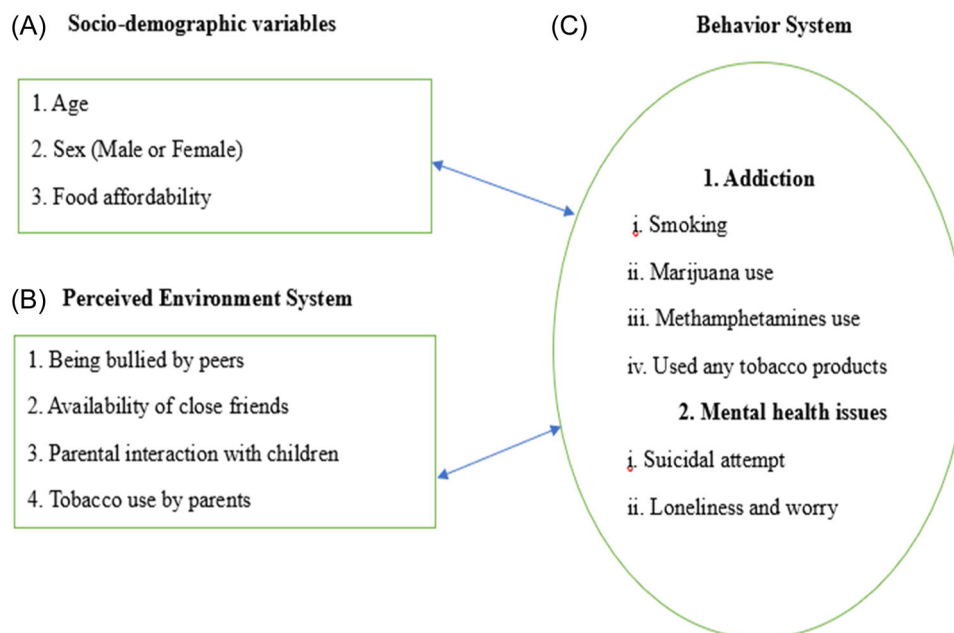 (A) Socio-demographic variables
1. Age
2. Sex (Male or Female)
3. Food affordability
(B) Perceived Environment System
1. Being bullied by peers
2. Availability of close friends
3. Parental interaction with children
4. Tobacco use by parents
(C) Behavior System
1. Addiction
i. Smoking
ii. Marijuana use
iii. Methamphetamines use
iv. Used any tobacco products
2. Mental health issues
i. Suicidal attempt
ii. Loneliness and worry